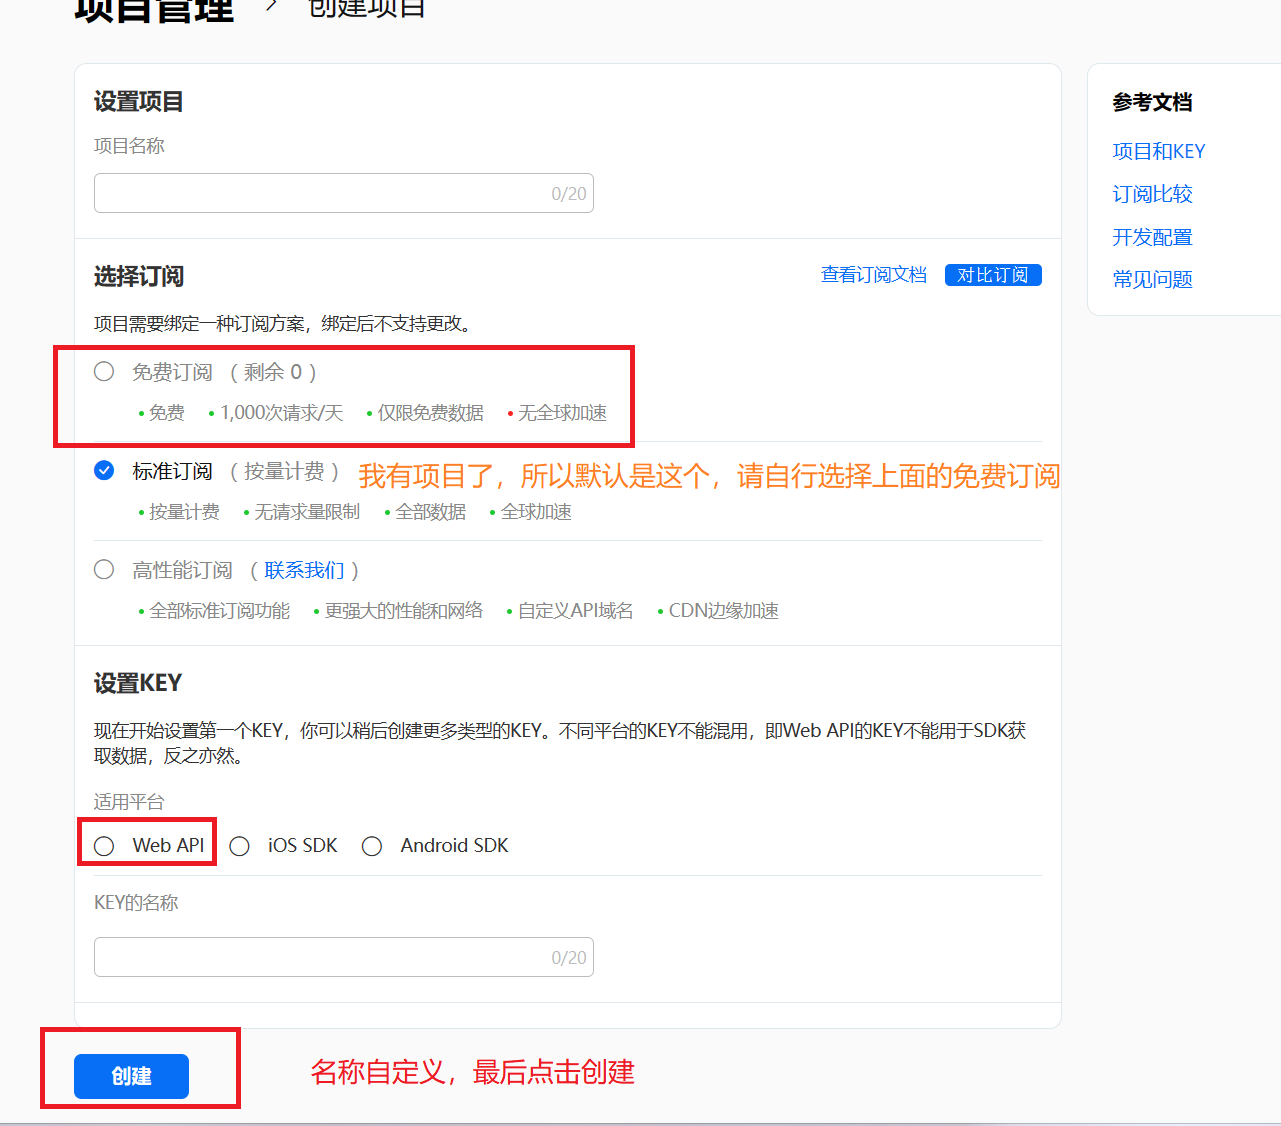 项目管理 > 创建项目
设置项目
项目名称
0/20
选择订阅
查看订阅文档 对比订阅
项目需要绑定一种订阅方案，绑定后不支持更改。
免费订阅 （ 剩余 0 ）
免费 1,000次请求/天 仅限免费数据 无全球加速
标准订阅 （ 按量计费 ） 我有项目了，所以默认是这个，请自行选择上面的免费订阅
按量计费 无请求量限制 全部数据 全球加速
高性能订阅 （ 联系我们 ）
全部标准订阅功能 更强大的性能和网络 自定义API域名 CDN边缘加速
设置KEY
现在开始设置第一个KEY，你可以稍后创建更多类型的KEY。不同平台的KEY不能混用，即Web API的KEY不能用于SDK获
取数据，反之亦然。
适用平台
Web API iOS SDK Android SDK
KEY的名称
0/20
创建 名称自定义，最后点击创建
参考文档
项目和KEY
订阅比较
开发配置
常见问题